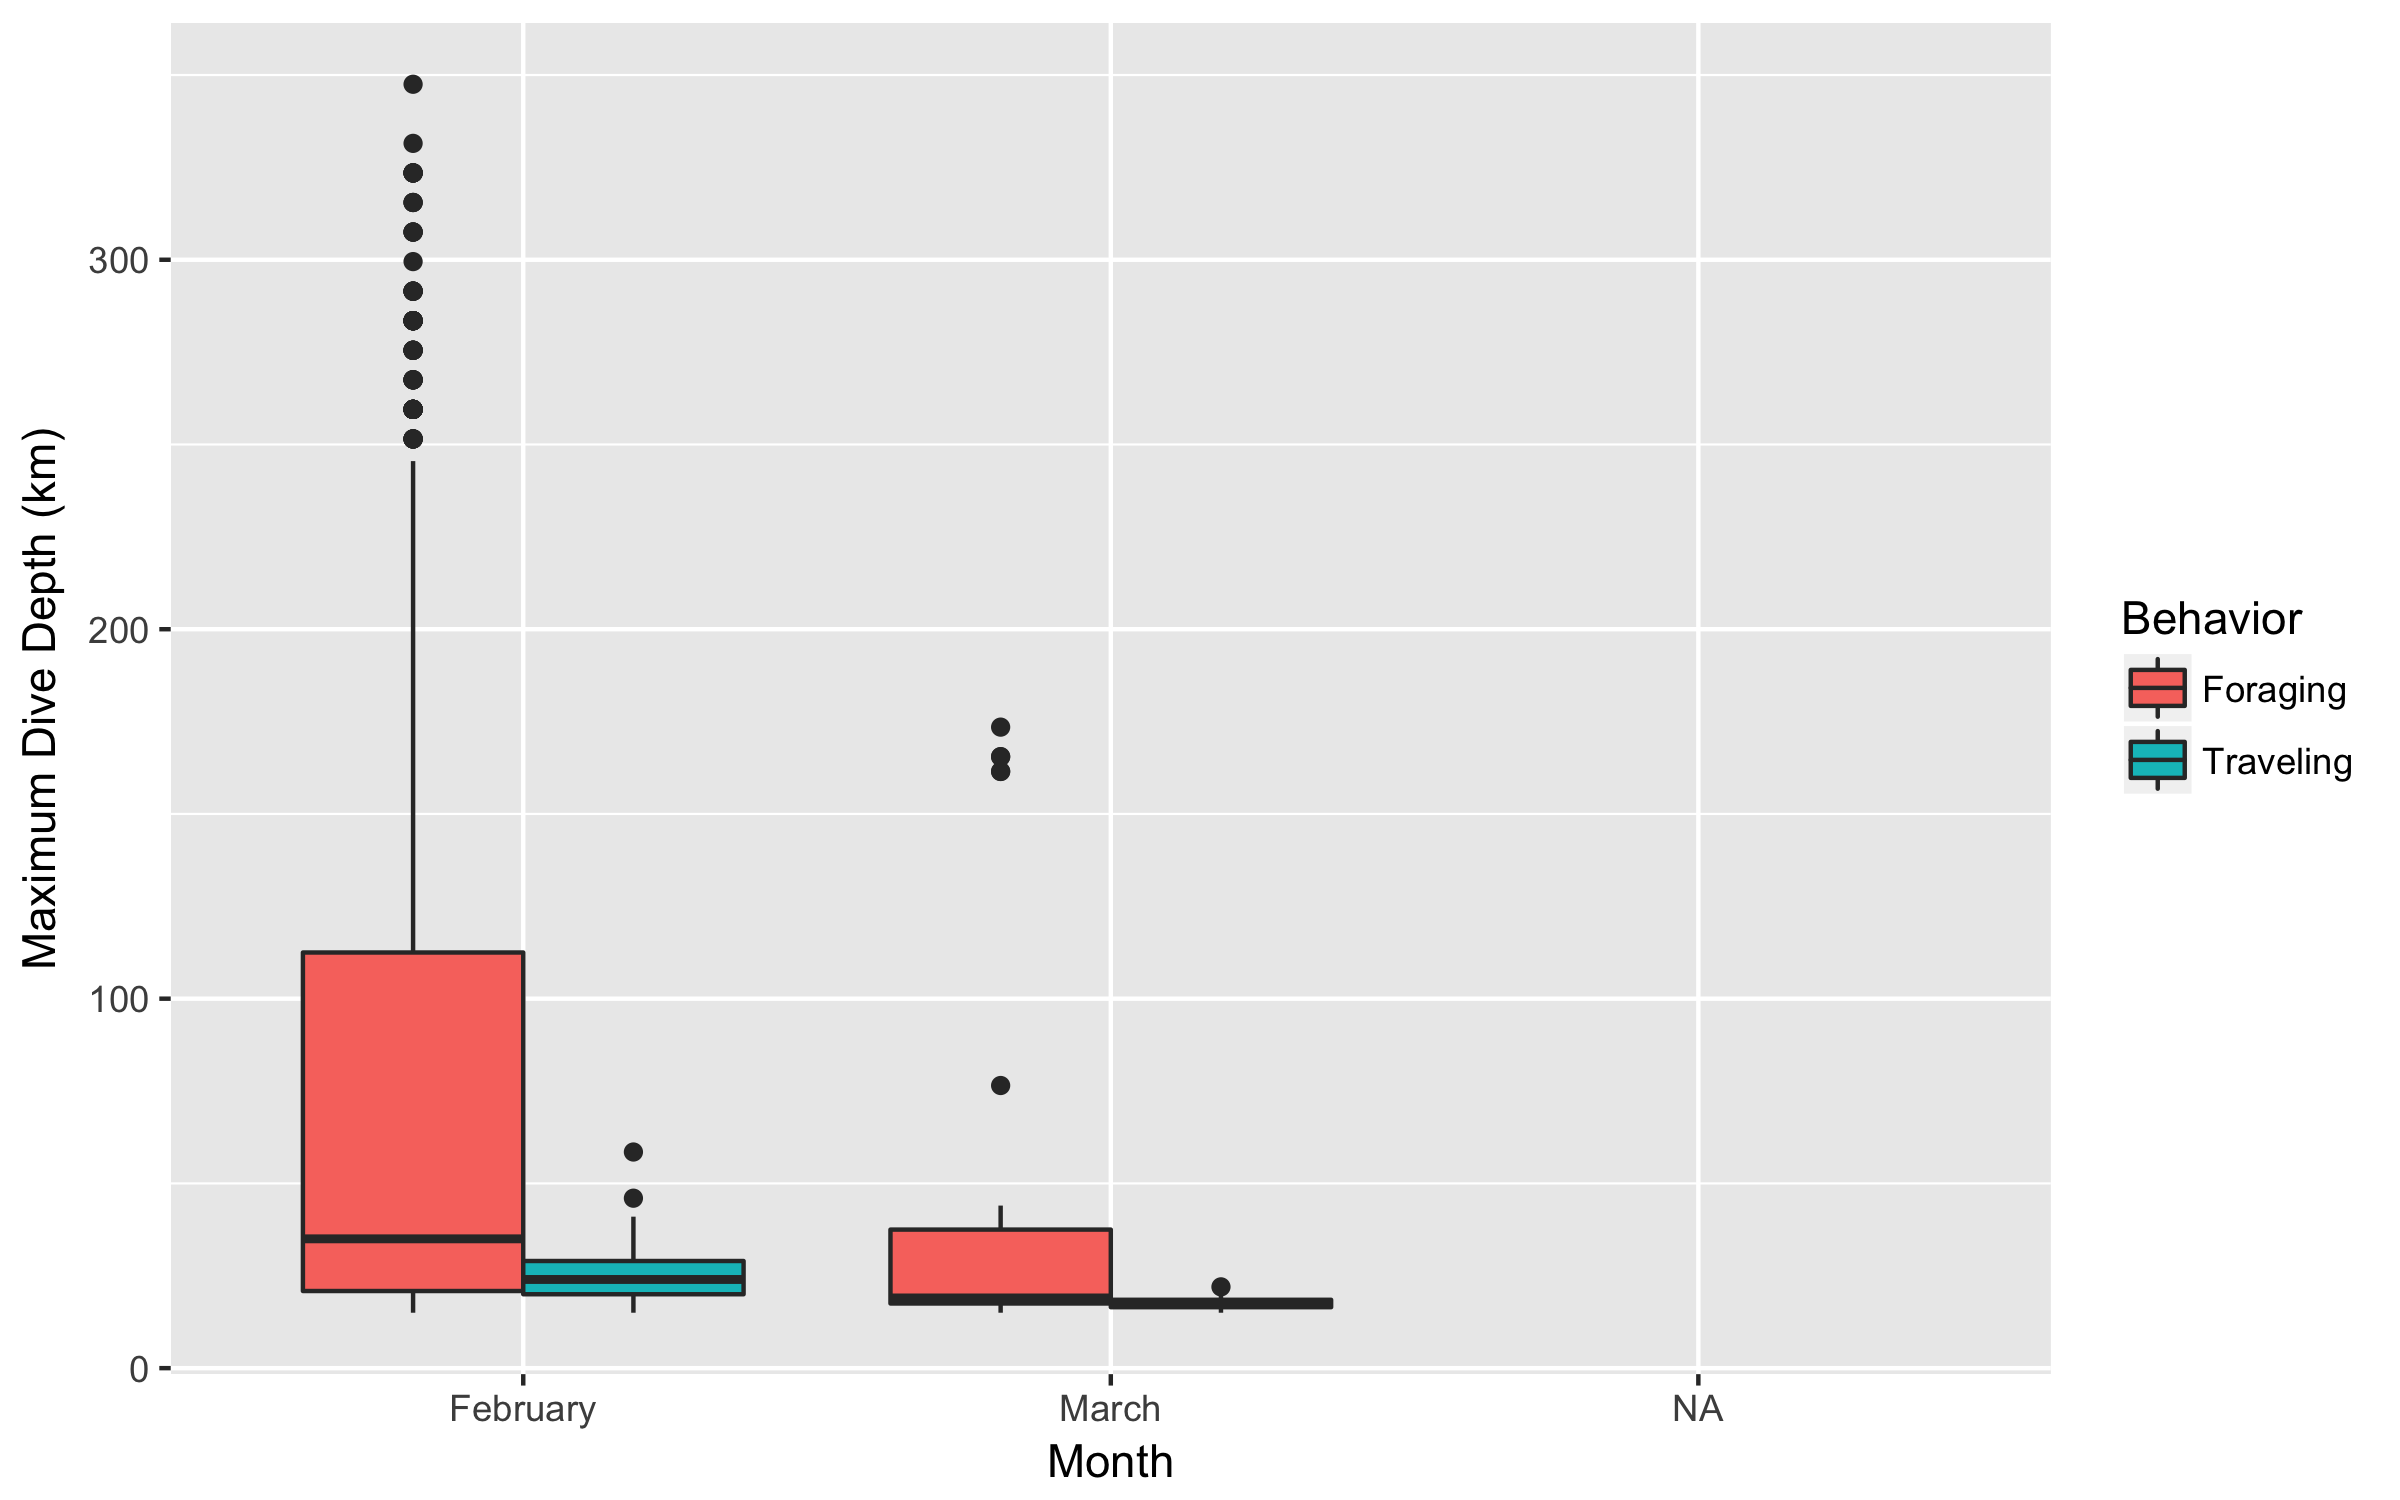 Maximum Dive Depth (km)
300
200
100
0
February
March
NA
Month
Behavior
Foraging
Traveling